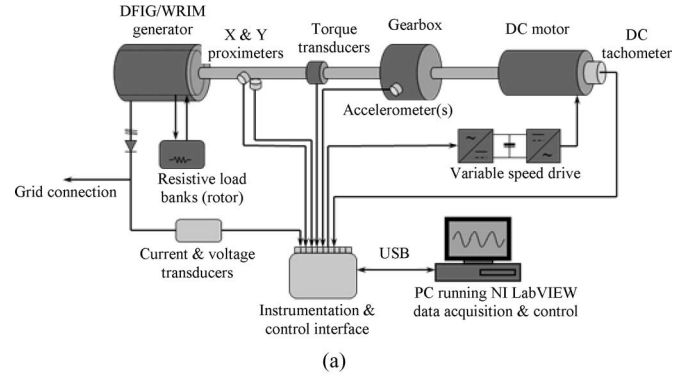 DFIG/WRIM
generator
X & Y
proximeters
Torque
transducers
Gearbox
DC motor
DC
tachometer
Accelerometer(s)
Resistive load
banks (rotor)
Variable speed drive
Grid connection
Current & voltage
transducers
USB
Instrumentation &
control interface
PC running NI LabVIEW
data acquisition & control
(a)